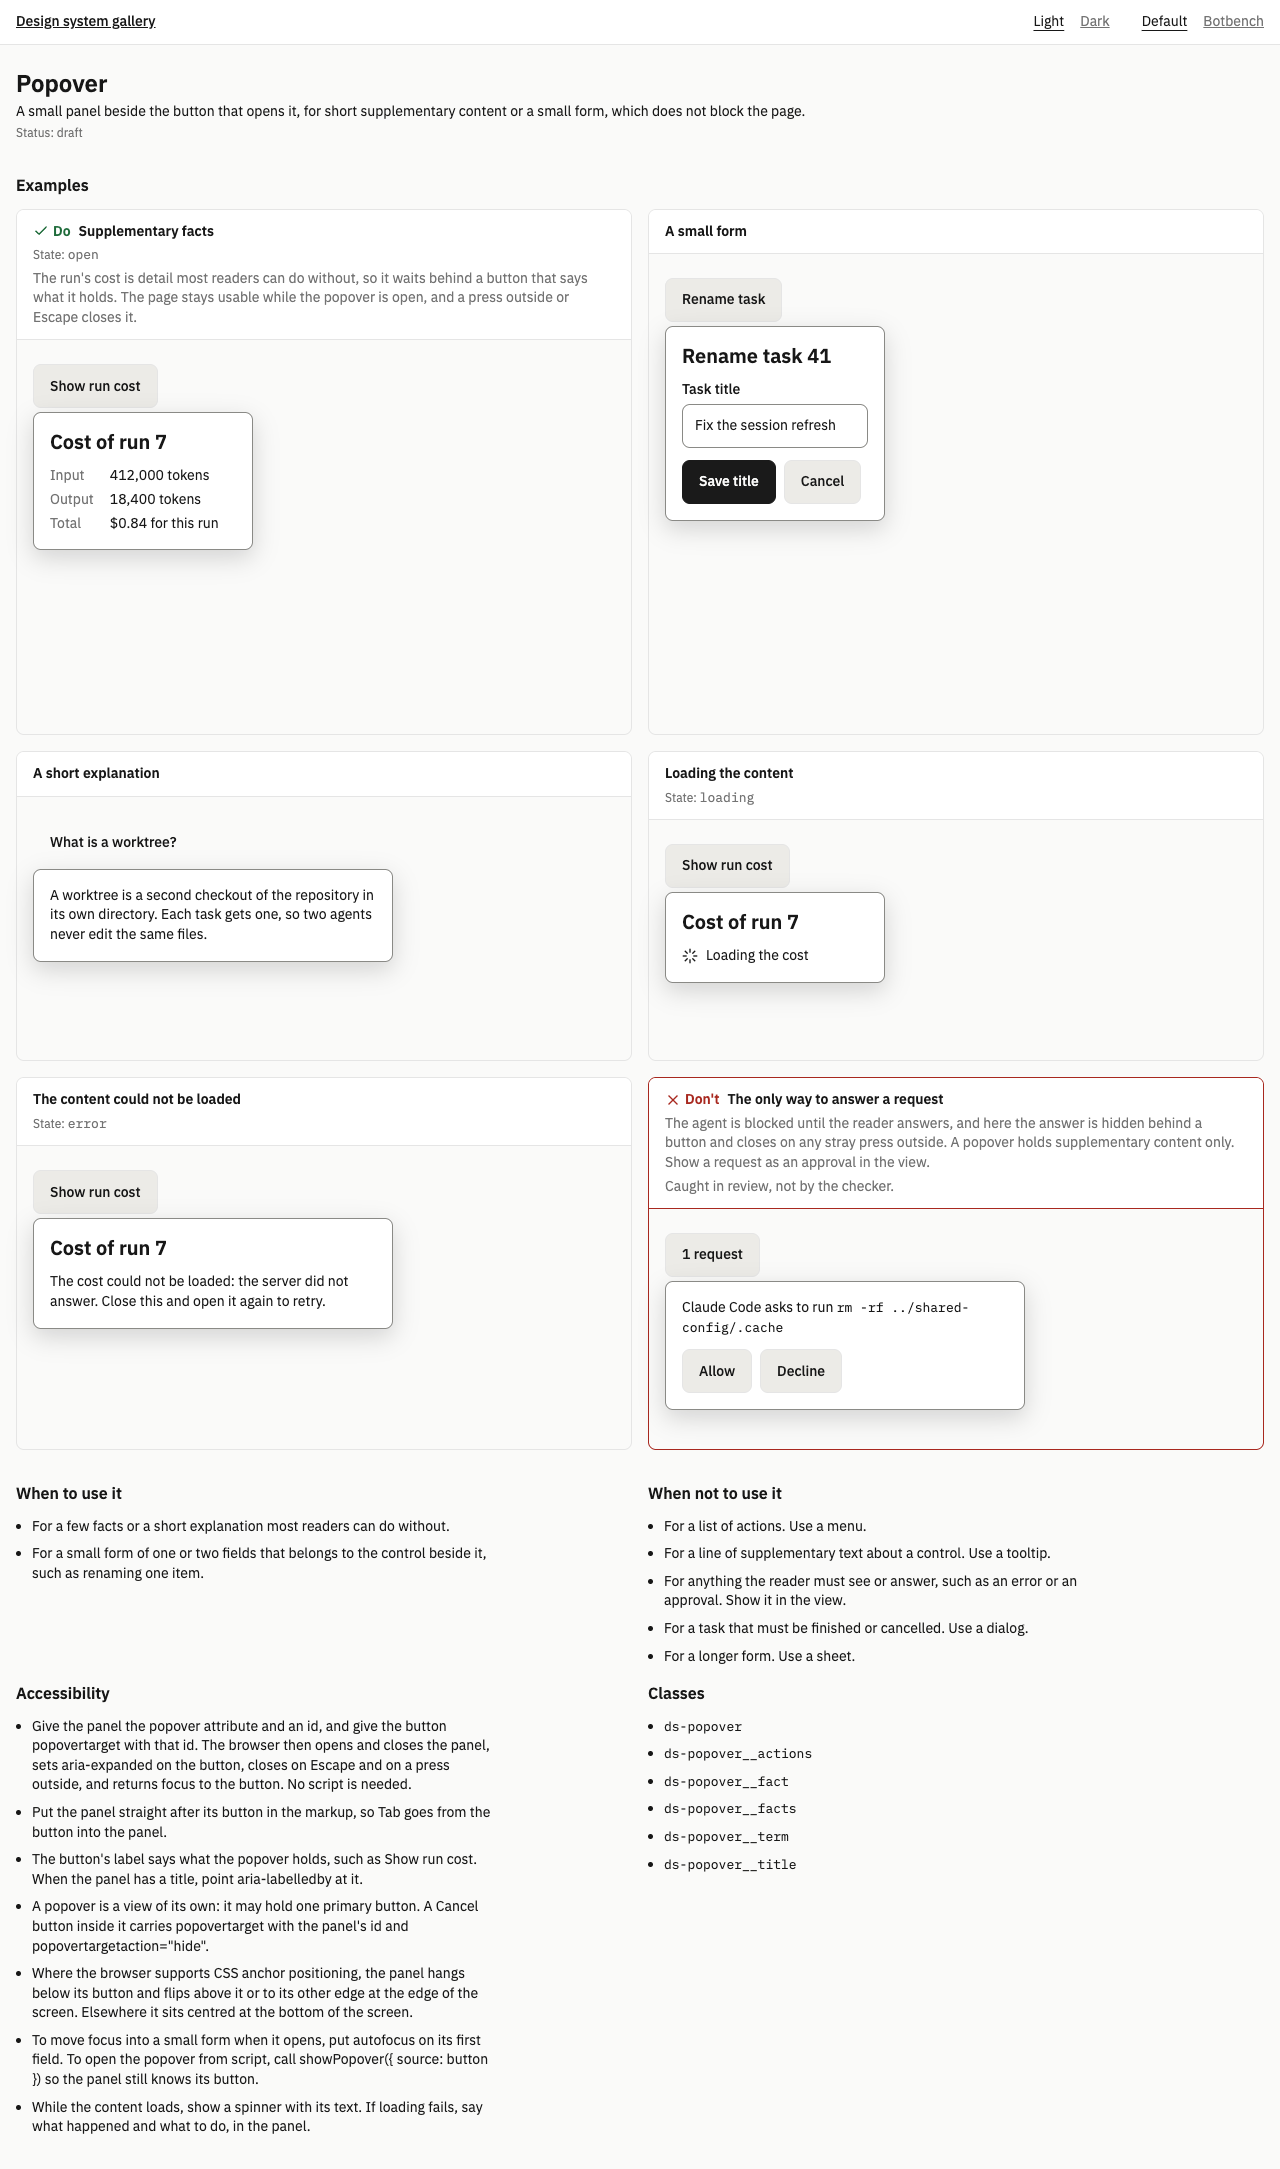 Design system gallery
Light Dark Default Botbench
Popover
A small panel beside the button that opens it, for short supplementary content or a small form, which does not block the page.
Status: draft
Examples
Do Supplementary facts
State: open
The run's cost is detail most readers can do without, so it waits behind a button that says
what it holds. The page stays usable while the popover is open, and a press outside or
Escape closes it.
Show run cost
Cost of run 7
Input 412,000 tokens
Output 18,400 tokens
Total $0.84 for this run
A small form
Rename task
Rename task 41
Task title
Fix the session refresh
Save title Cancel
A short explanation
What is a worktree?
A worktree is a second checkout of the repository in
its own directory. Each task gets one, so two agents
never edit the same files.
Loading the content
State: loading
Show run cost
Cost of run 7
Loading the cost
The content could not be loaded
State: error
Show run cost
Cost of run 7
The cost could not be loaded: the server did not
answer. Close this and open it again to retry.
Don't The only way to answer a request
The agent is blocked until the reader answers, and here the answer is hidden behind a
button and closes on any stray press outside. A popover holds supplementary content only.
Show a request as an approval in the view.
Caught in review, not by the checker.
1 request
Claude Code asks to run rm -rf ../shared-
config/.cache
Allow Decline
When to use it
For a few facts or a short explanation most readers can do without.
For a small form of one or two fields that belongs to the control beside it,
such as renaming one item.
When not to use it
For a list of actions. Use a menu.
For a line of supplementary text about a control. Use a tooltip.
For anything the reader must see or answer, such as an error or an
approval. Show it in the view.
For a task that must be finished or cancelled. Use a dialog.
For a longer form. Use a sheet.
Accessibility
Give the panel the popover attribute and an id, and give the button
popovertarget with that id. The browser then opens and closes the panel,
sets aria-expanded on the button, closes on Escape and on a press
outside, and returns focus to the button. No script is needed.
Put the panel straight after its button in the markup, so Tab goes from the
button into the panel.
The button's label says what the popover holds, such as Show run cost.
When the panel has a title, point aria-labelledby at it.
A popover is a view of its own: it may hold one primary button. A Cancel
button inside it carries popovertarget with the panel's id and
popovertargetaction="hide".
Where the browser supports CSS anchor positioning, the panel hangs
below its button and flips above it or to its other edge at the edge of the
screen. Elsewhere it sits centred at the bottom of the screen.
To move focus into a small form when it opens, put autofocus on its first
field. To open the popover from script, call showPopover({ source: button
}) so the panel still knows its button.
While the content loads, show a spinner with its text. If loading fails, say
what happened and what to do, in the panel.
Classes
ds-popover
ds-popover__actions
ds-popover__fact
ds-popover__facts
ds-popover__term
ds-popover__title